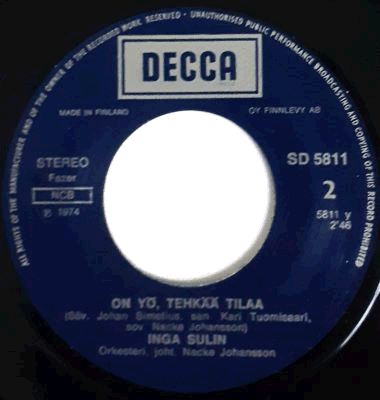 ALL RIGHTS OF THE MANUFACTURER AND OF THE OWNER OF THE RECORDED WORK RESERVED - UNAUTHORISED PUBLIC PERFORMANCE BROADCASTING AND COPYING OF THIS RECORD PROHIBITED
DECCA
MADE IN FINLAND
OY FINNLEVY AB
STEREO
Fazer
NCB
℗ 1974
SD 5811
2
5811 y
2'46
ON YÖ, TEHKÄÄ TILAA
(Säv. Johan Simelius, san Kari Tuomisaari,
sov Nacke Johansson)
INGA SULIN
Orkesteri, joht. Nacke Johansson